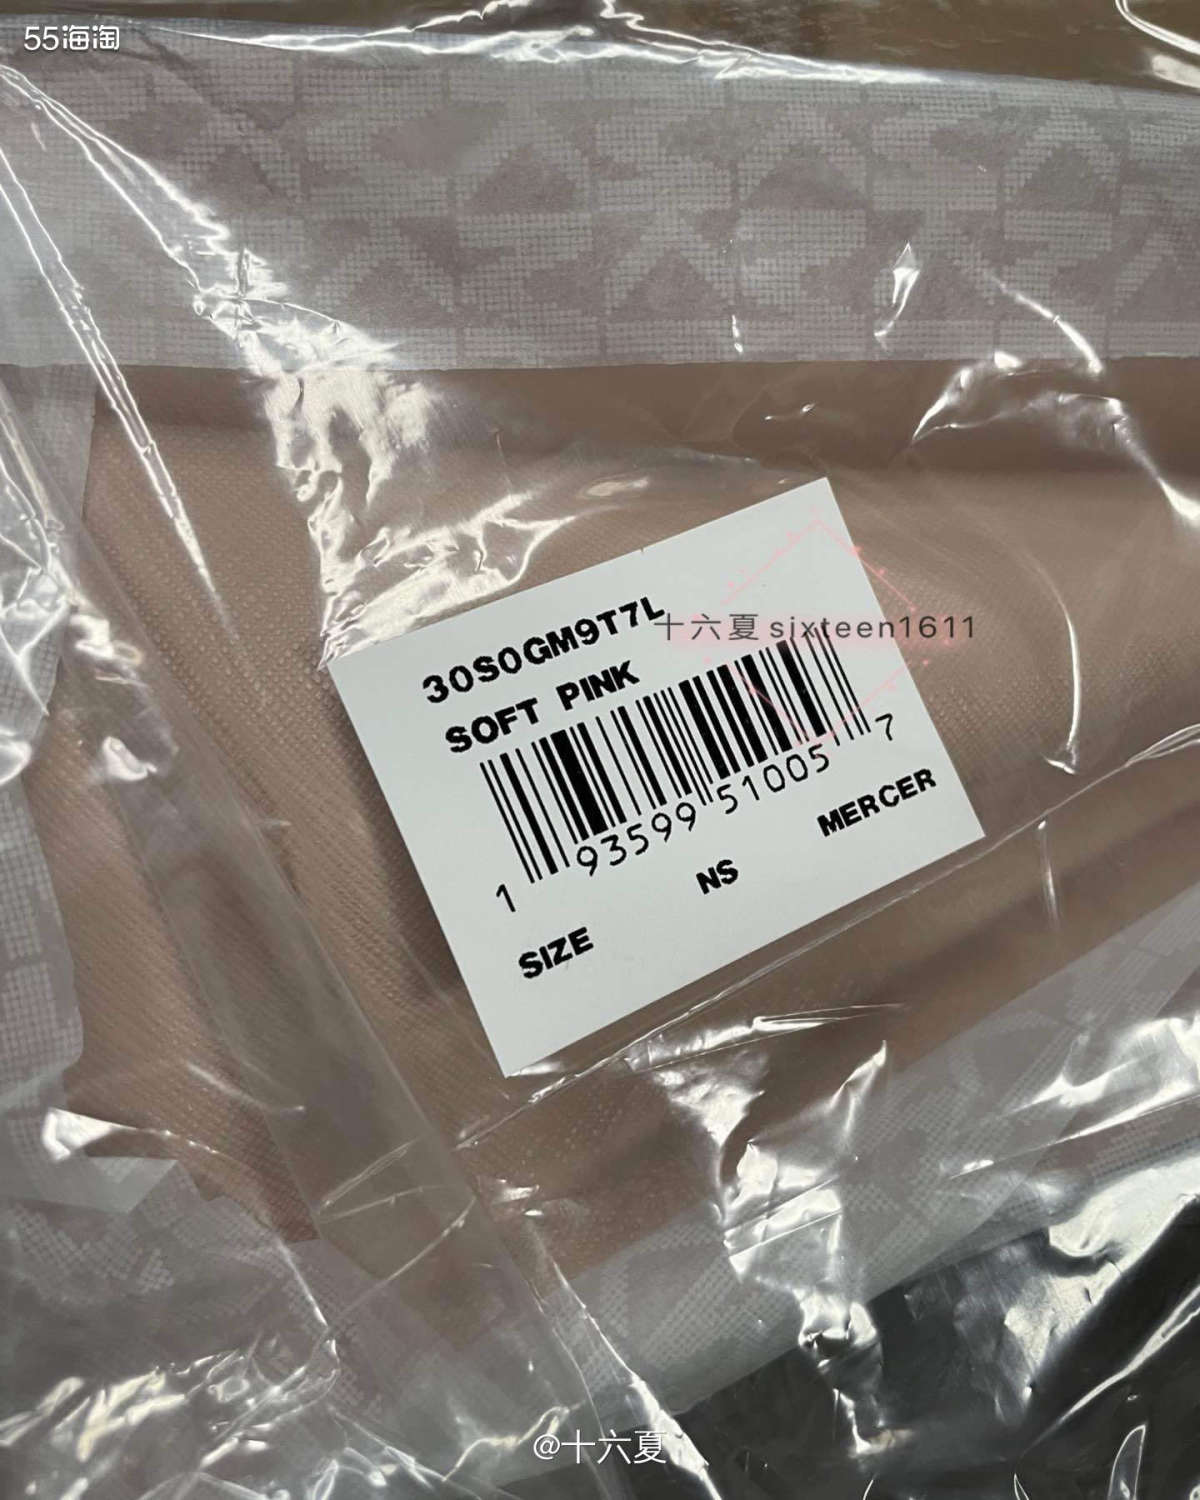 55海淘
30S0GM9T7L
十六夏 sixteen1611
SOFT PINK
1 93599 51005 7
SIZE NS MERCER
@十六夏